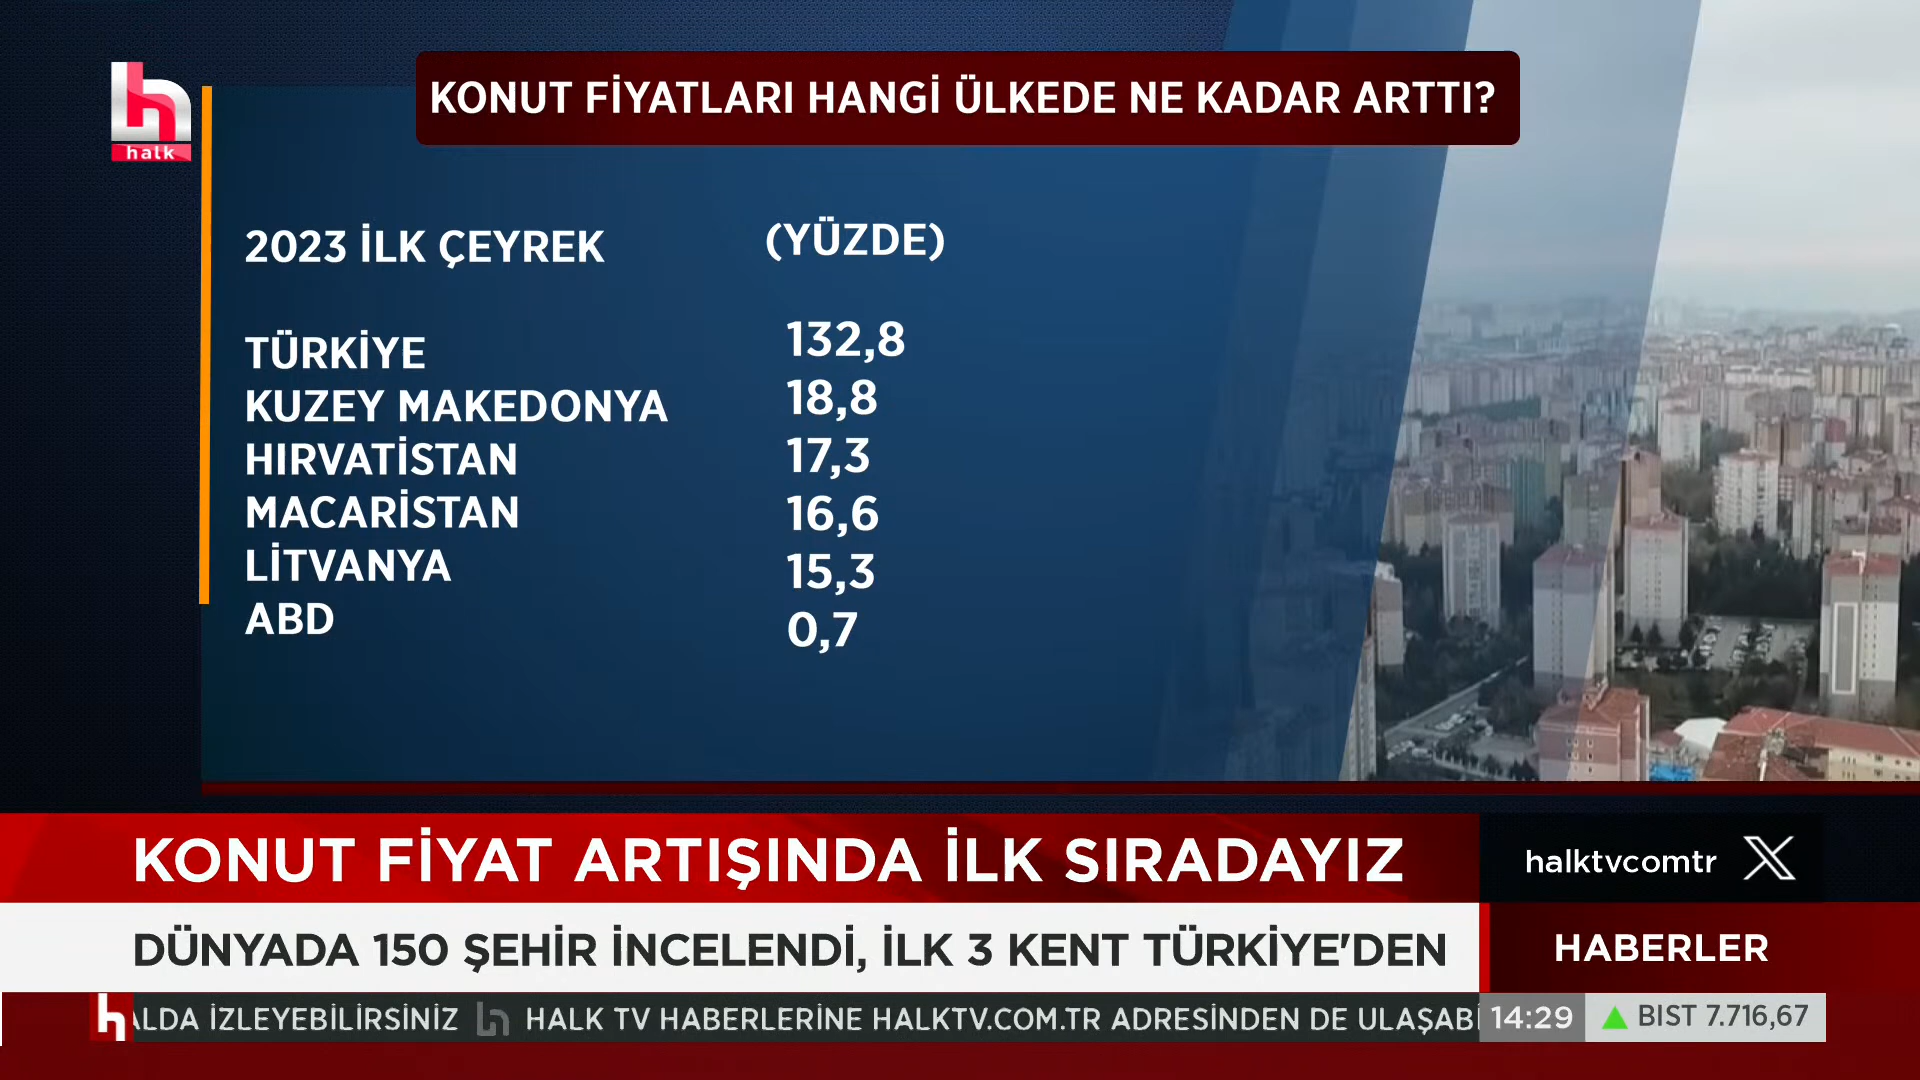 KONUT FİYATLARI HANGİ ÜLKEDE NE KADAR ARTTI?
halk
2023 İLK ÇEYREK (YÜZDE)
TÜRKİYE 132,8
KUZEY MAKEDONYA 18,8
HIRVATİSTAN 17,3
MACARİSTAN 16,6
LİTVANYA 15,3
ABD 0,7
KONUT FİYAT ARTIŞINDA İLK SIRADAYIZ
halktvcomtr X
DÜNYADA 150 ŞEHİR İNCELENDİ, İLK 3 KENT TÜRKİYE'DEN
HABERLER
ALDA İZLEYEBİLİRSİNİZ HALK TV HABERLERİNE HALKTV.COM.TR ADRESİNDEN DE ULAŞABİ 14:29 BIST 7.716,67